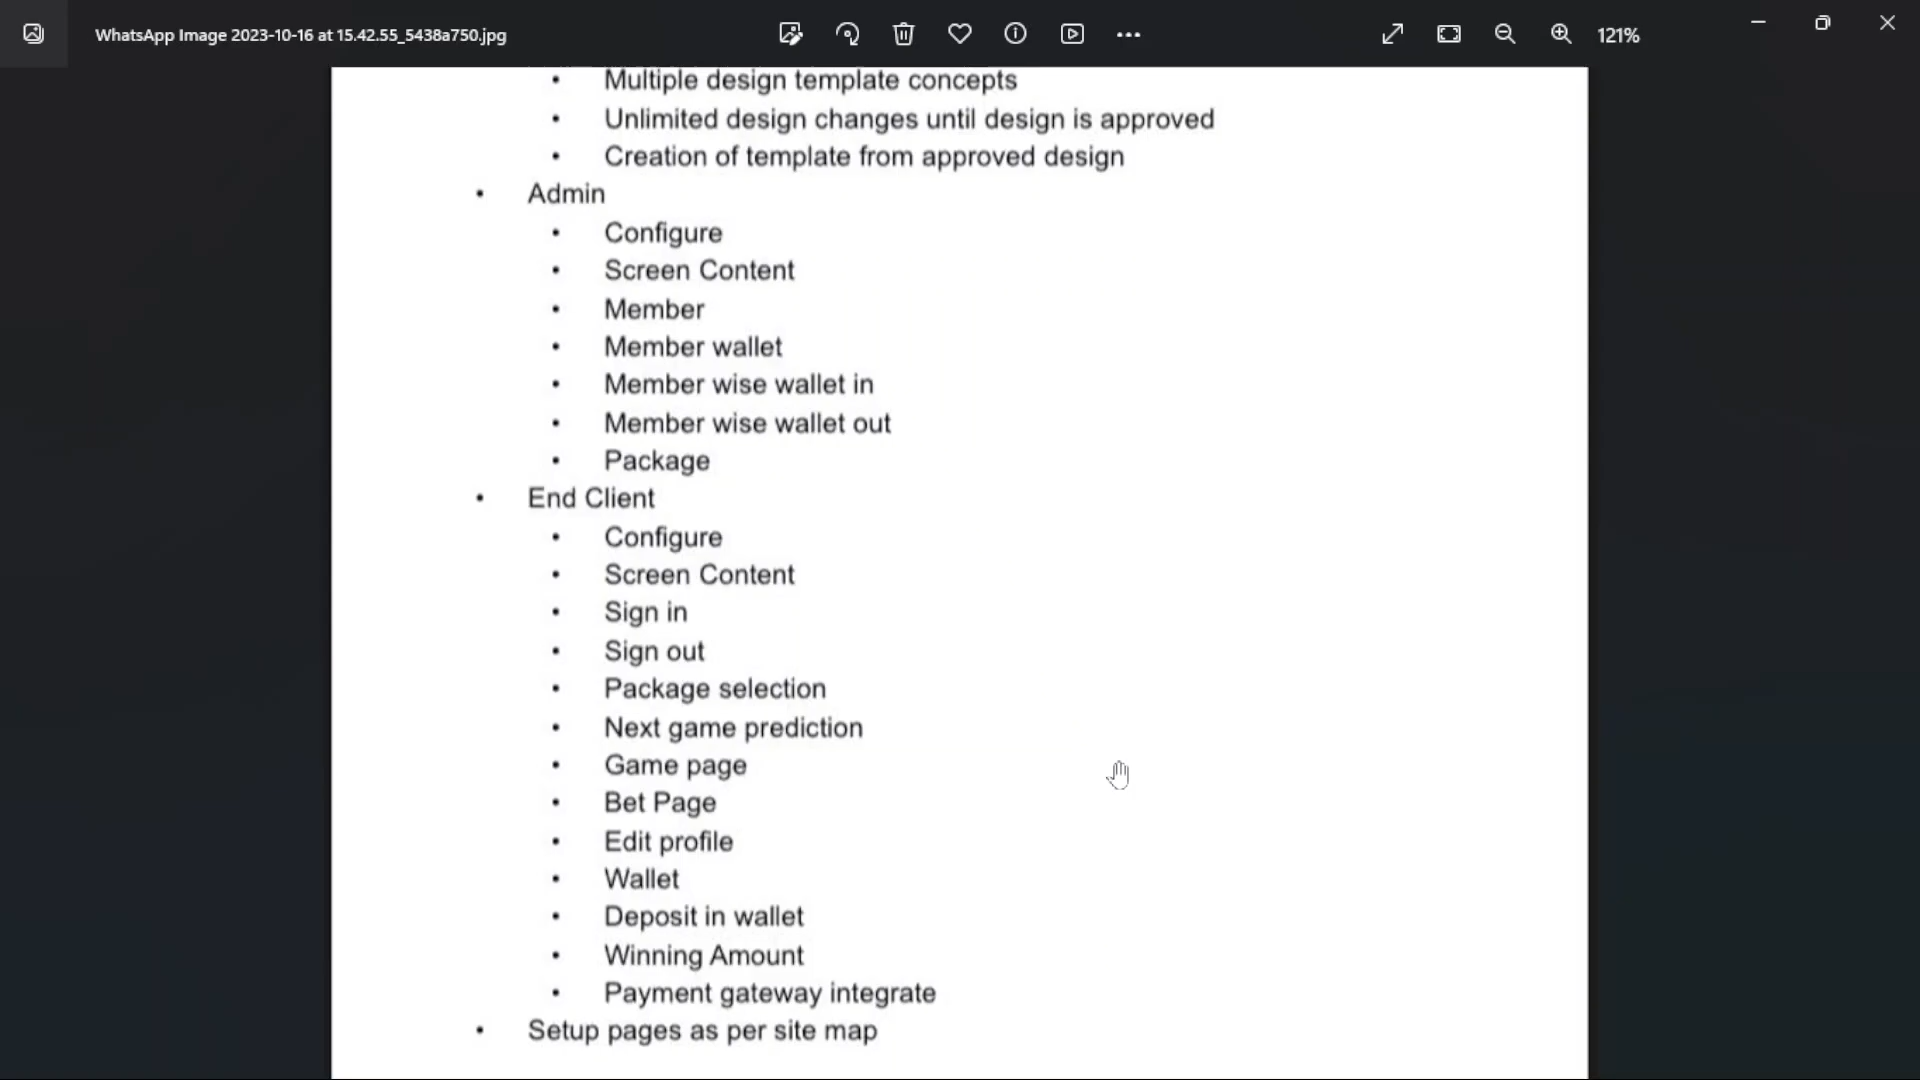 WhatsApp Image 2023-10-16 at 15.42.55_5438a750.jpg
121%
• Multiple design template concepts
• Unlimited design changes until design is approved
• Creation of template from approved design
• Admin
• Configure
• Screen Content
• Member
• Member wallet
• Member wise wallet in
• Member wise wallet out
• Package
• End Client
• Configure
• Screen Content
• Sign in
• Sign out
• Package selection
• Next game prediction
• Game page
• Bet Page
• Edit profile
• Wallet
• Deposit in wallet
• Winning Amount
• Payment gateway integrate
• Setup pages as per site map